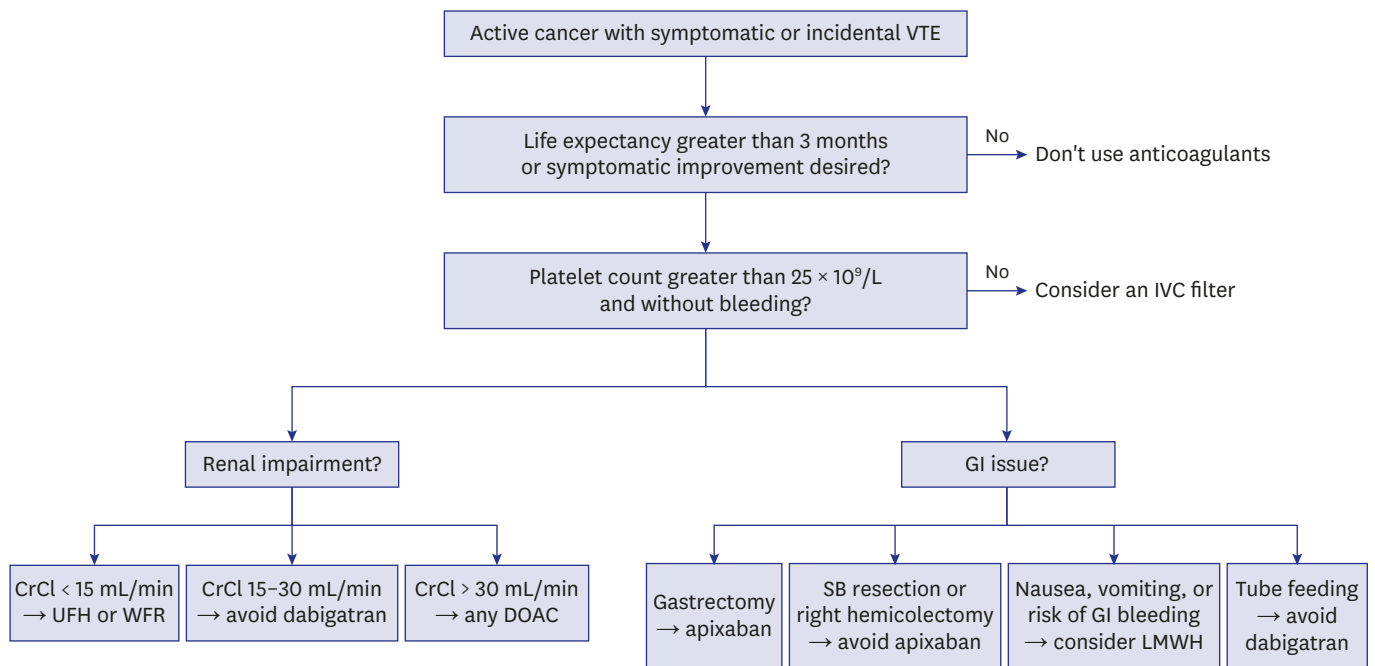 Active cancer with symptomatic or incidental VTE
Life expectancy greater than 3 months
or symptomatic improvement desired?
No
Don't use anticoagulants
Platelet count greater than 25 × 10⁹/L
and without bleeding?
No
Consider an IVC filter
Renal impairment?
GI issue?
CrCl < 15 mL/min
→ UFH or WFR
CrCl 15–30 mL/min
→ avoid dabigatran
CrCl > 30 mL/min
→ any DOAC
Gastrectomy
→ apixaban
SB resection or
right hemicolectomy
→ avoid apixaban
Nausea, vomiting, or
risk of GI bleeding
→ consider LMWH
Tube feeding
→ avoid
dabigatran